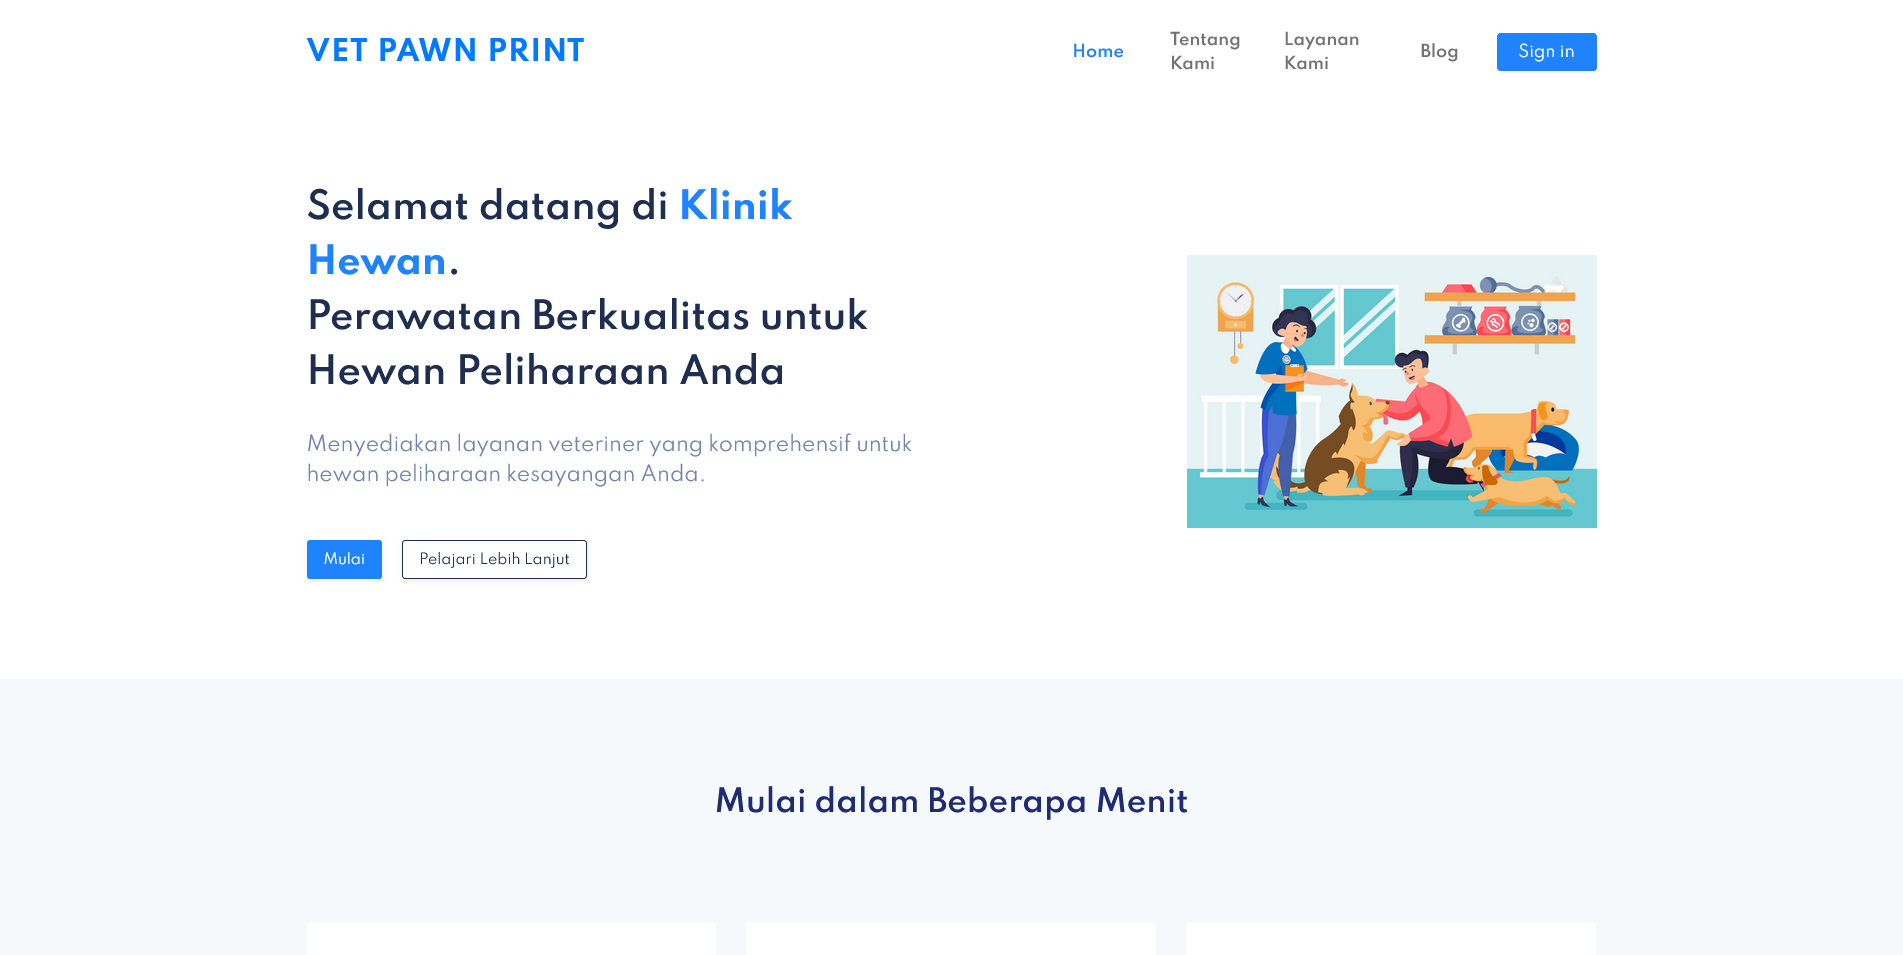 VET PAWN PRINT
Home
Tentang
Kami
Layanan
Kami
Blog
Sign in
Selamat datang di Klinik
Hewan.
Perawatan Berkualitas untuk
Hewan Peliharaan Anda
Menyediakan layanan veteriner yang komprehensif untuk
hewan peliharaan kesayangan Anda.
Mulai
Pelajari Lebih Lanjut
Mulai dalam Beberapa Menit